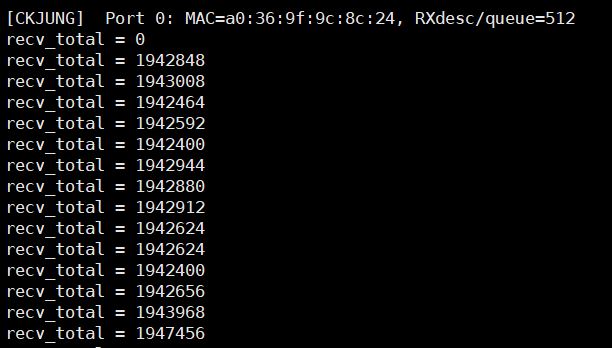 [CKJUNG]  Port 0: MAC=a0:36:9f:9c:8c:24, RXdesc/queue=512
recv_total = 0
recv_total = 1942848
recv_total = 1943008
recv_total = 1942464
recv_total = 1942592
recv_total = 1942400
recv_total = 1942944
recv_total = 1942880
recv_total = 1942912
recv_total = 1942624
recv_total = 1942624
recv_total = 1942400
recv_total = 1942656
recv_total = 1943968
recv_total = 1947456